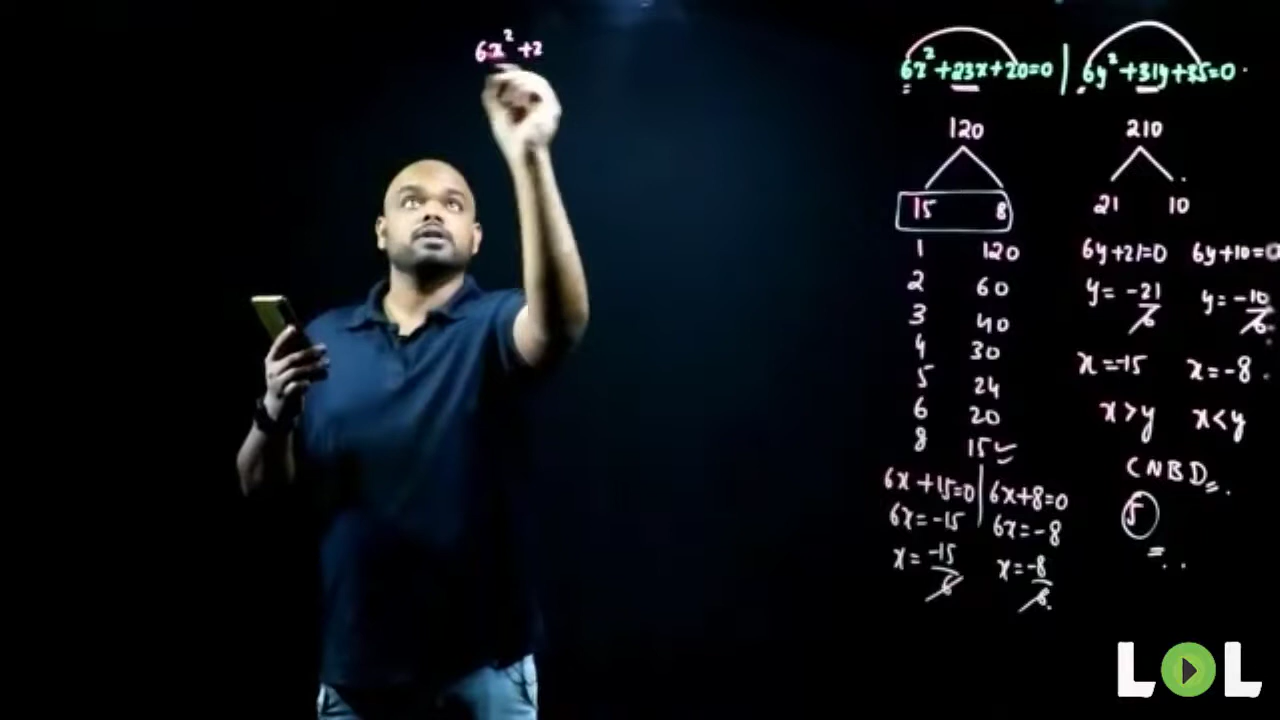 6x² +2
6x²+23x+20=0 | 6y²+31y+35=0
120
15 8
1 120
2 60
3 40
4 30
5 24
6 20
8 15
6x+15=0 | 6x+8=0
6x=-15 6x=-8
x=-15/6 x=-8/6
210
21 10
6y+21=0 6y+10=0
y=-21/6 y=-10/6
x=-15 x=-8
x>y x<y
CNBD
5
LOL